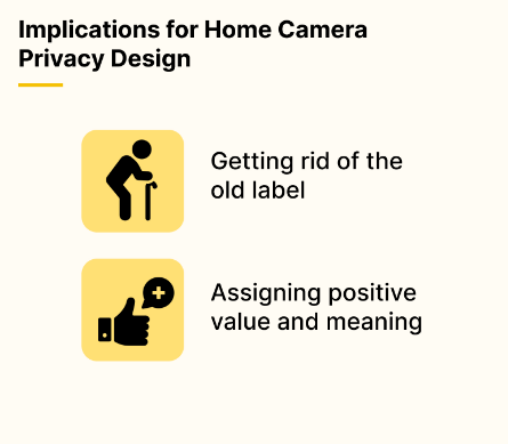 Implications for Home Camera
Privacy Design
Getting rid of the
old label
Assigning positive
value and meaning